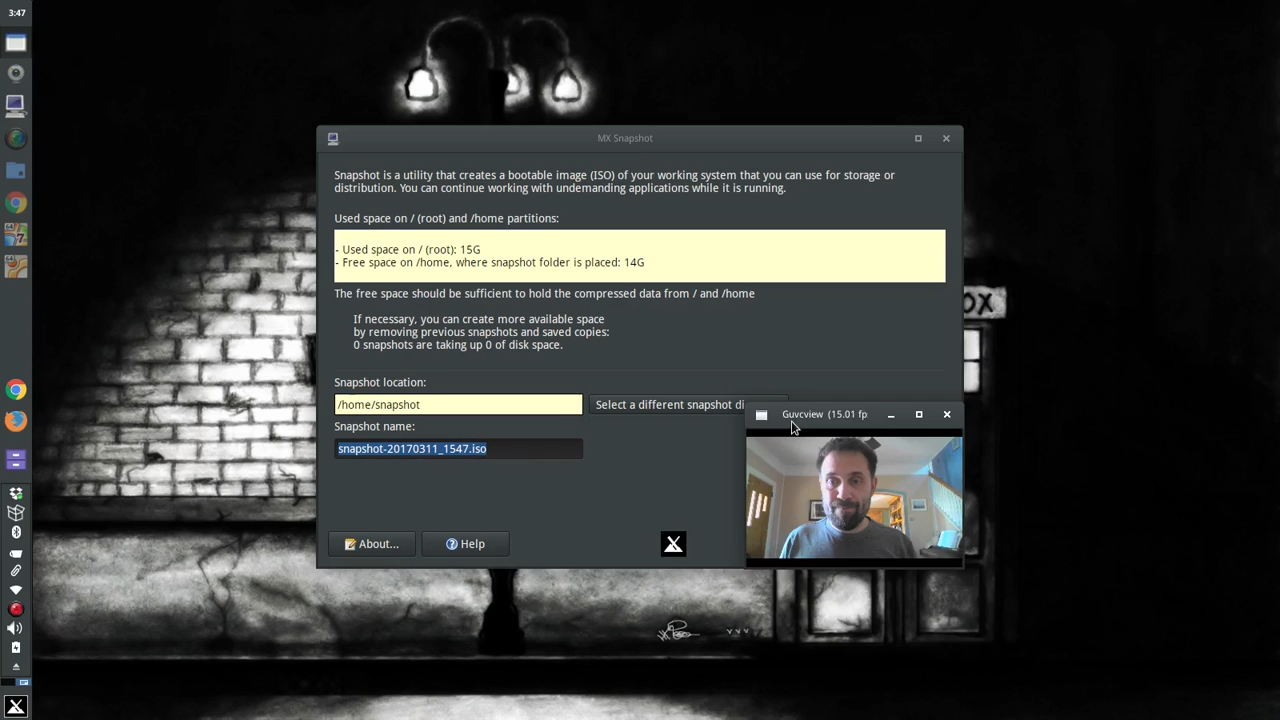 3:47
MX Snapshot
Snapshot is a utility that creates a bootable image (ISO) of your working system that you can use for storage or
distribution. You can continue working with undemanding applications while it is running.
Used space on / (root) and /home partitions:
- Used space on / (root): 15G
- Free space on /home, where snapshot folder is placed: 14G
The free space should be sufficient to hold the compressed data from / and /home
If necessary, you can create more available space
by removing previous snapshots and saved copies:
0 snapshots are taking up 0 of disk space.
Snapshot location:
/home/snapshot
Select a different snapshot di
Snapshot name:
snapshot-20170311_1547.iso
About...
Help
Guvcview (15.01 fp
OX